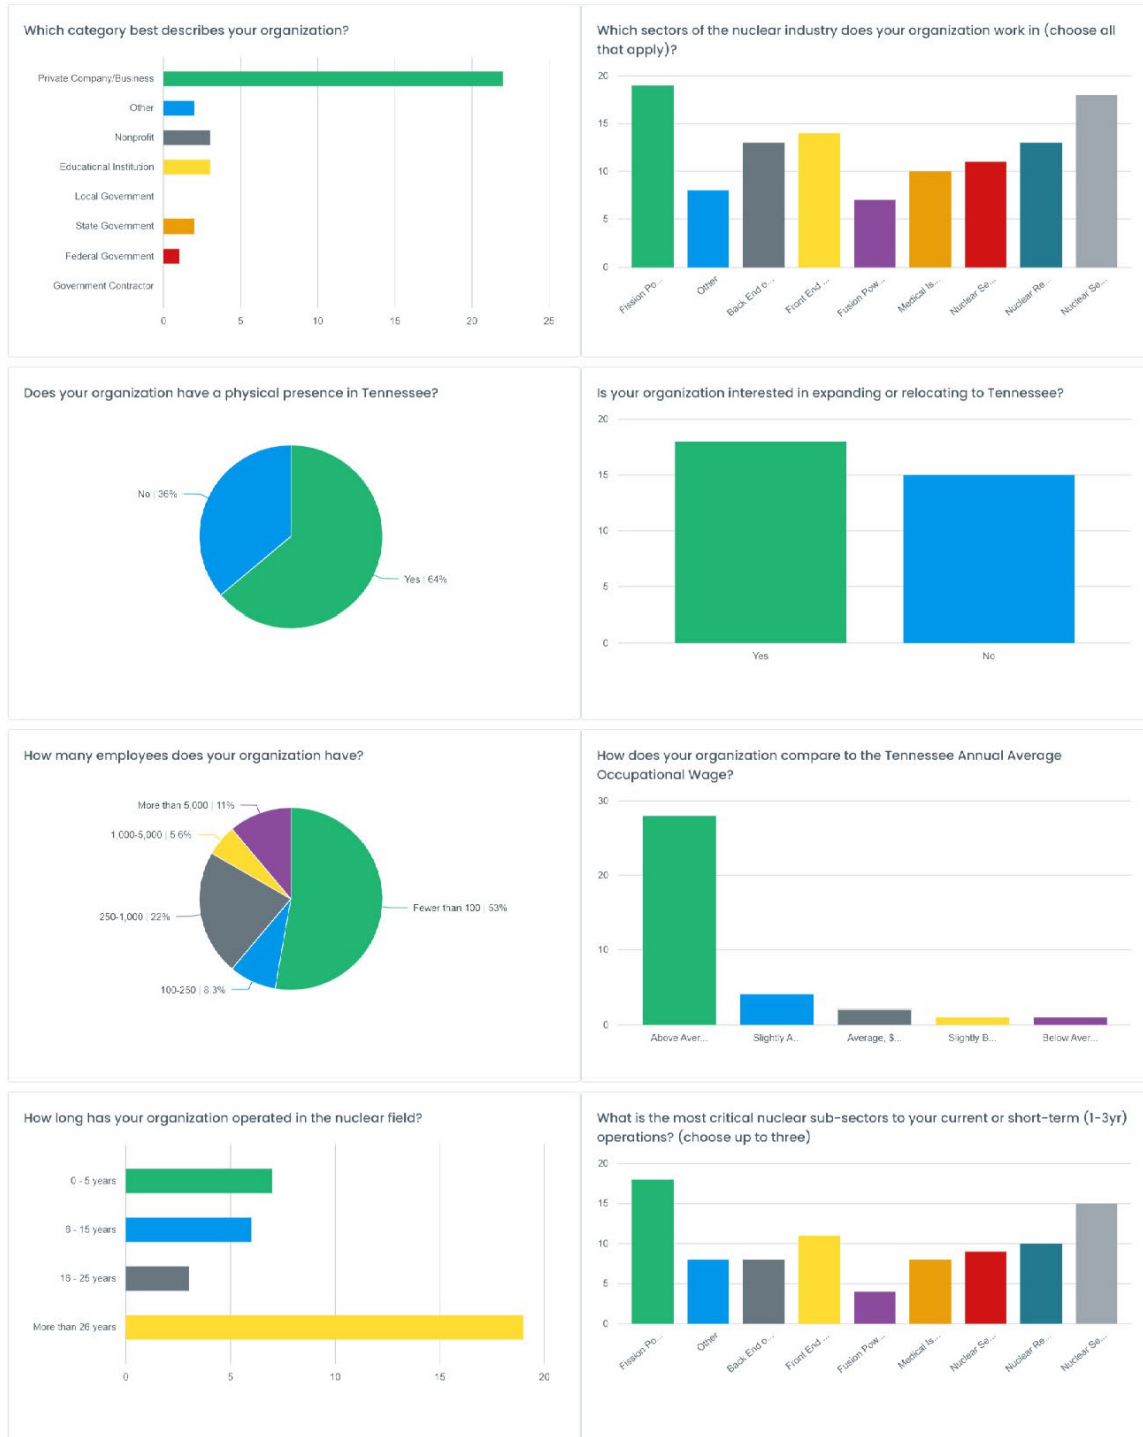 Which category best describes your organization?
Private Company/Business
Other
Nonprofit
Educational Institution
Local Government
State Government
Federal Government
Government Contractor
0 5 10 15 20 25
Which sectors of the nuclear industry does your organization work in (choose all
that apply)?
20
15
10
5
0
Fission Po...
Other
Back End o...
Front End ...
Fusion Pow...
Medical Is...
Nuclear Se...
Nuclear Re...
Nuclear Se...
Does your organization have a physical presence in Tennessee?
No | 36%
Yes | 64%
Is your organization interested in expanding or relocating to Tennessee?
20
15
10
5
0
Yes
No
How many employees does your organization have?
More than 5,000 | 11%
1,000-5,000 | 5.6%
250-1,000 | 22%
Fewer than 100 | 53%
100-250 | 8.3%
How does your organization compare to the Tennessee Annual Average
Occupational Wage?
30
20
10
0
Above Aver...
Slightly A...
Average, $...
Slightly B...
Below Aver...
How long has your organization operated in the nuclear field?
0 - 5 years
6 - 15 years
16 - 25 years
More than 26 years
0 5 10 15 20
What is the most critical nuclear sub-sectors to your current or short-term (1-3yr)
operations? (choose up to three)
20
15
10
5
0
Fission Po...
Other
Back End o...
Front End ...
Fusion Pow...
Medical Is...
Nuclear Se...
Nuclear Re...
Nuclear Se...